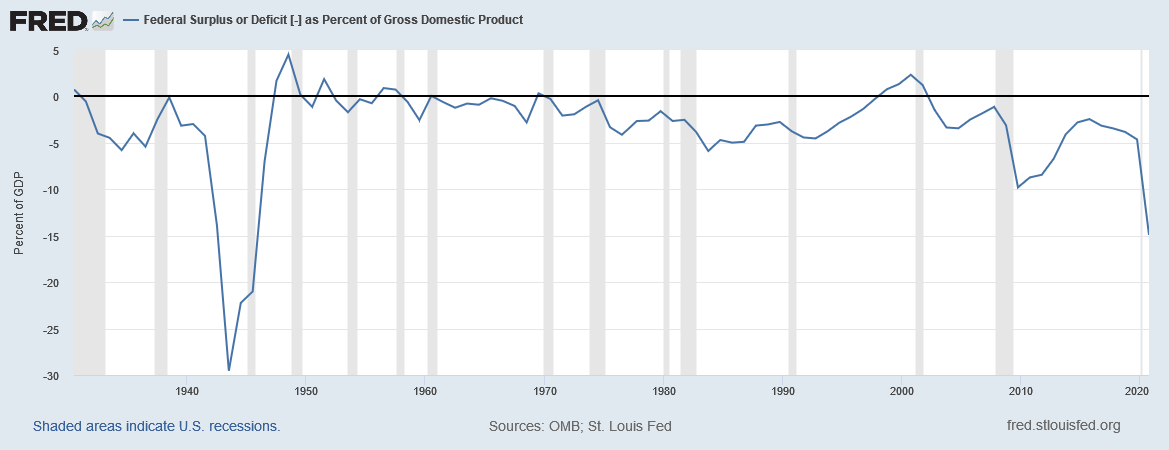 FRED
Federal Surplus or Deficit [-] as Percent of Gross Domestic Product
Percent of GDP
5
0
-5
-10
-15
-20
-25
-30
1940 1950 1960 1970 1980 1990 2000 2010 2020
Shaded areas indicate U.S. recessions.
Sources: OMB; St. Louis Fed
fred.stlouisfed.org